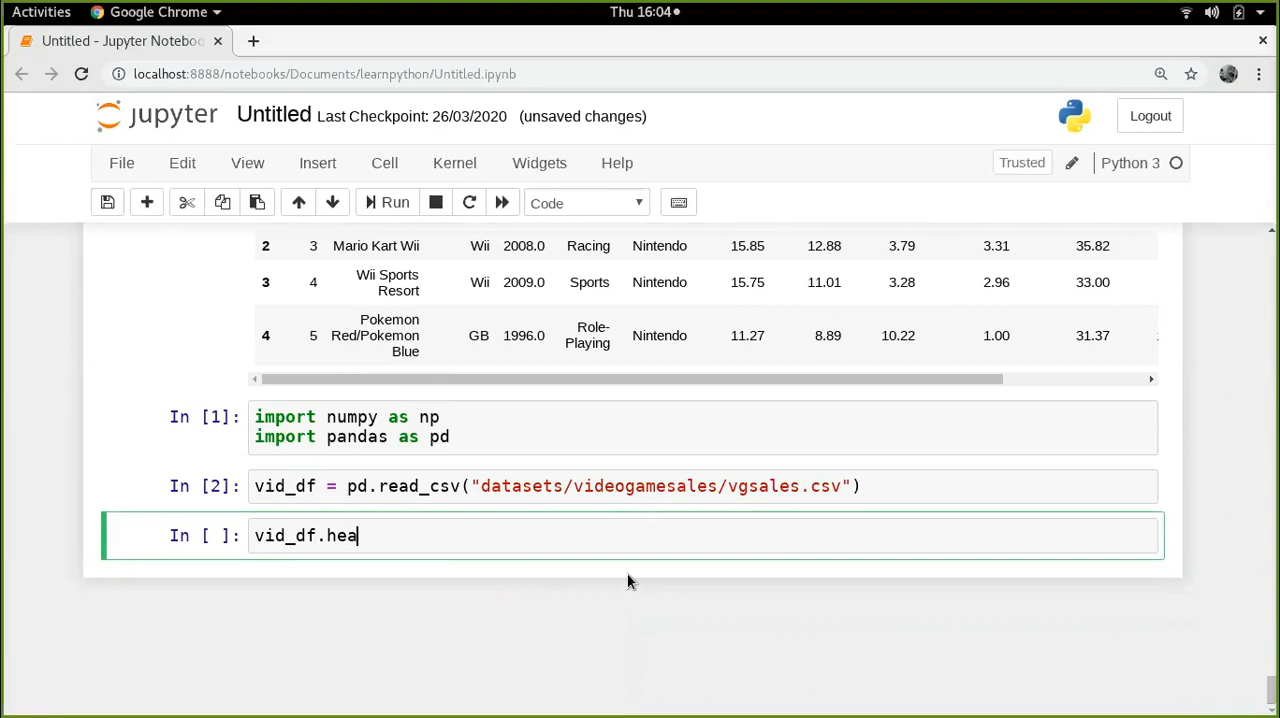 Activities Google Chrome Thu 16:04
Untitled - Jupyter Noteboo
localhost:8888/notebooks/Documents/learnpython/Untitled.ipynb
jupyter Untitled Last Checkpoint: 26/03/2020 (unsaved changes) Logout
File Edit View Insert Cell Kernel Widgets Help Trusted Python 3
Run Code
2 3 Mario Kart Wii Wii 2008.0 Racing Nintendo 15.85 12.88 3.79 3.31 35.82
3 4 Wii Sports Resort Wii 2009.0 Sports Nintendo 15.75 11.01 3.28 2.96 33.00
4 5 Pokemon Red/Pokemon Blue GB 1996.0 Role-Playing Nintendo 11.27 8.89 10.22 1.00 31.37
In [1]: import numpy as np
import pandas as pd
In [2]: vid_df = pd.read_csv("datasets/videogamesales/vgsales.csv")
In [ ]: vid_df.hea